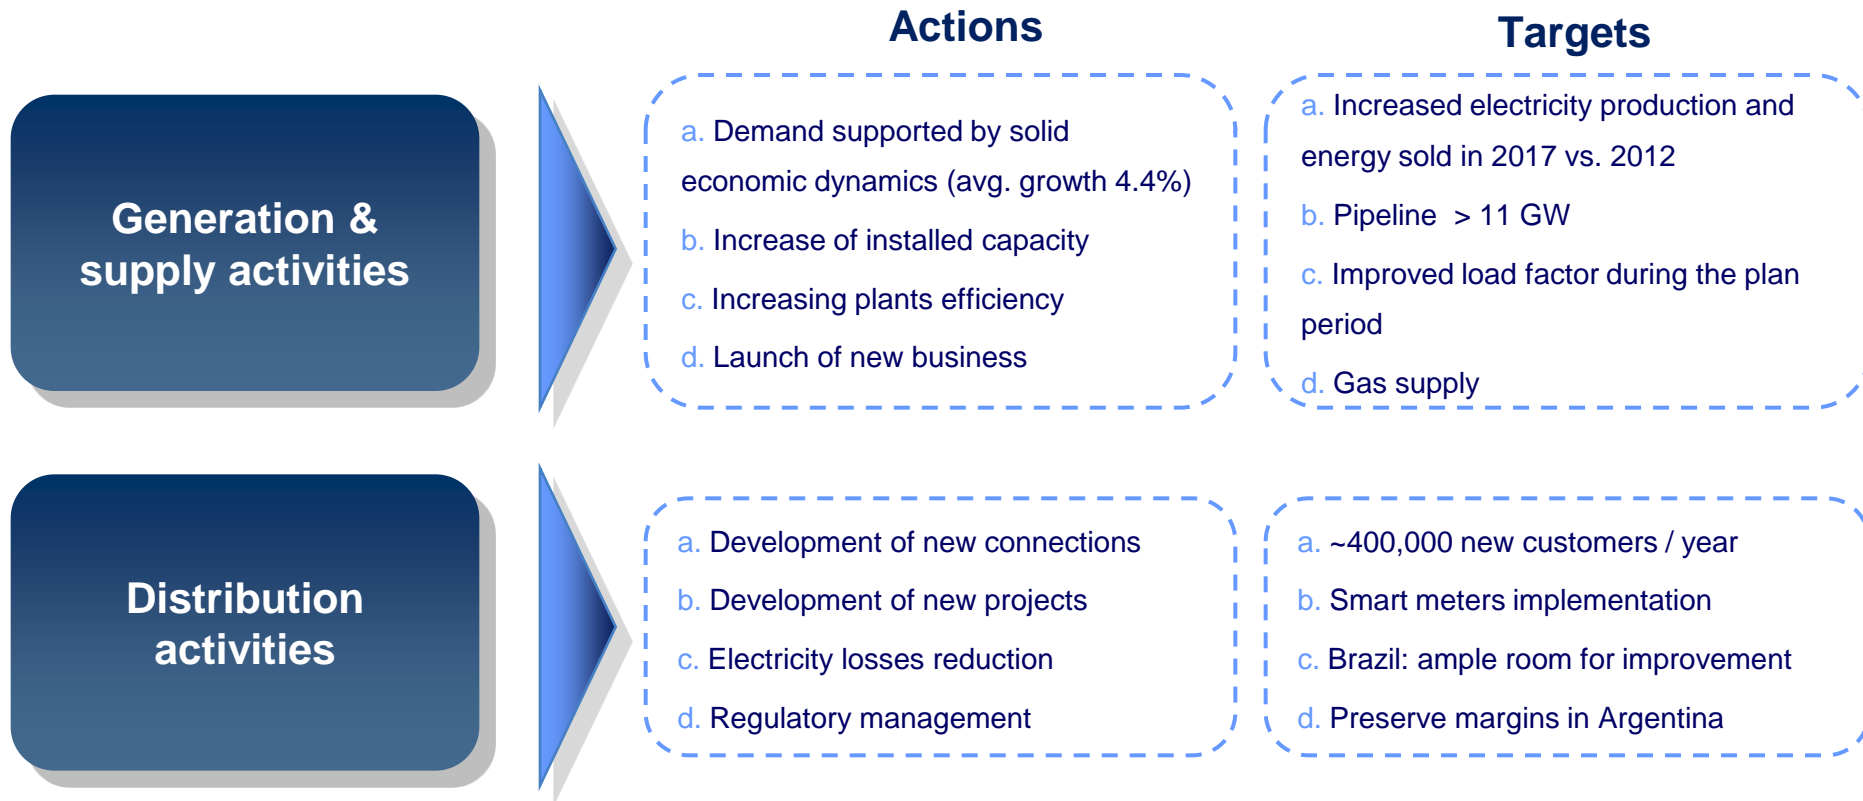 Actions
Targets
Generation &
supply activities
a. Demand supported by solid
economic dynamics (avg. growth 4.4%)
b. Increase of installed capacity
c. Increasing plants efficiency
d. Launch of new business
a. Increased electricity production and
energy sold in 2017 vs. 2012
b. Pipeline  > 11 GW
c. Improved load factor during the plan
period
d. Gas supply
Distribution
activities
a. Development of new connections
b. Development of new projects
c. Electricity losses reduction
d. Regulatory management
a. ~400,000 new customers / year
b. Smart meters implementation
c. Brazil: ample room for improvement
d. Preserve margins in Argentina